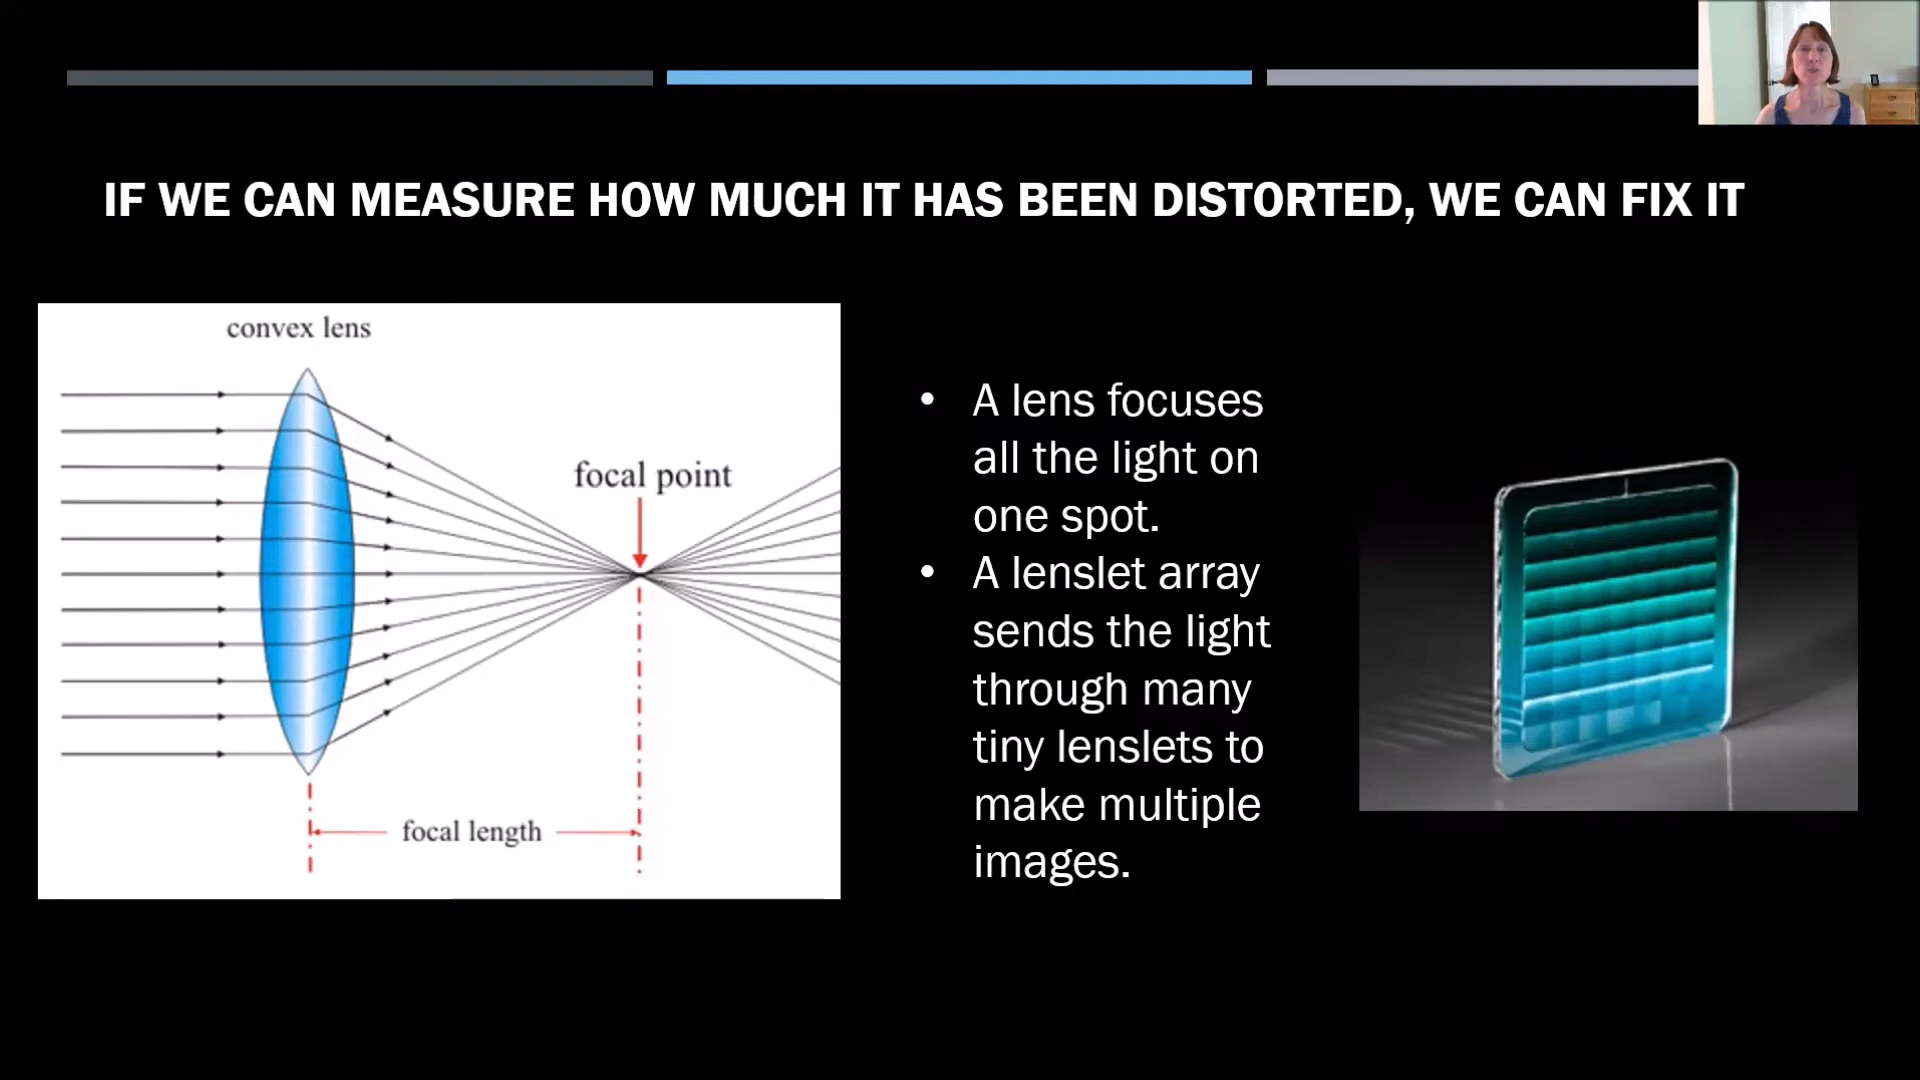 IF WE CAN MEASURE HOW MUCH IT HAS BEEN DISTORTED, WE CAN FIX IT
convex lens
focal point
focal length
• A lens focuses
all the light on
one spot.
• A lenslet array
sends the light
through many
tiny lenslets to
make multiple
images.